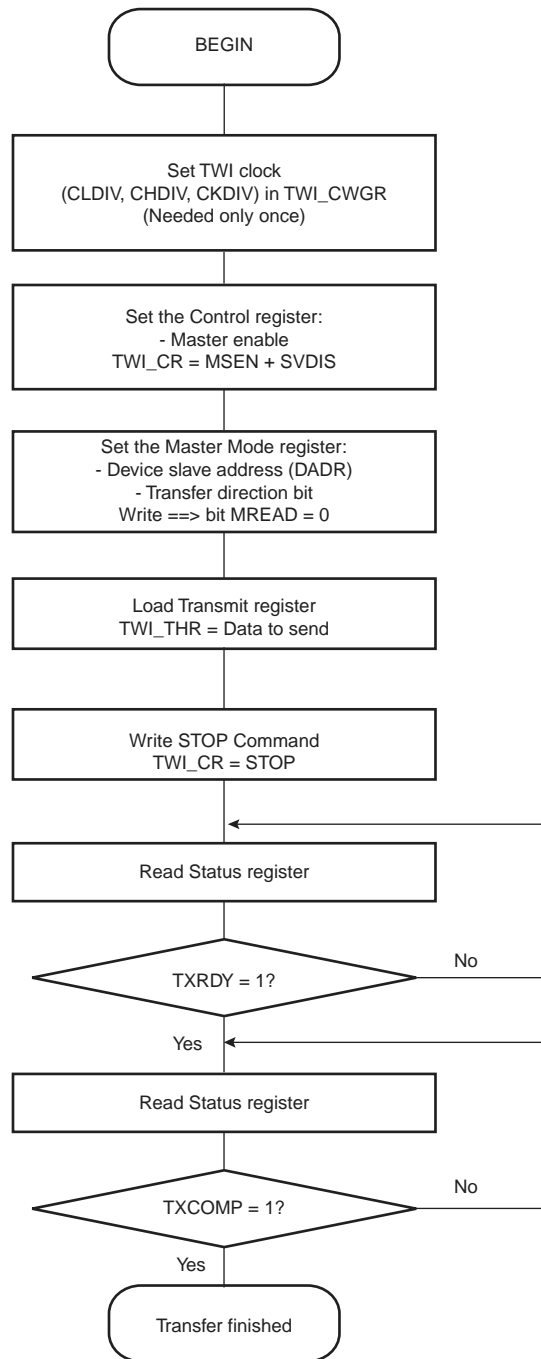 BEGIN
Set TWI clock
(CLDIV, CHDIV, CKDIV) in TWI_CWGR
(Needed only once)
Set the Control register:
- Master enable
TWI_CR = MSEN + SVDIS
Set the Master Mode register:
- Device slave address (DADR)
- Transfer direction bit
Write ==> bit MREAD = 0
Load Transmit register
TWI_THR = Data to send
Write STOP Command
TWI_CR = STOP
Read Status register
TXRDY = 1?
No
Yes
Read Status register
TXCOMP = 1?
No
Yes
Transfer finished